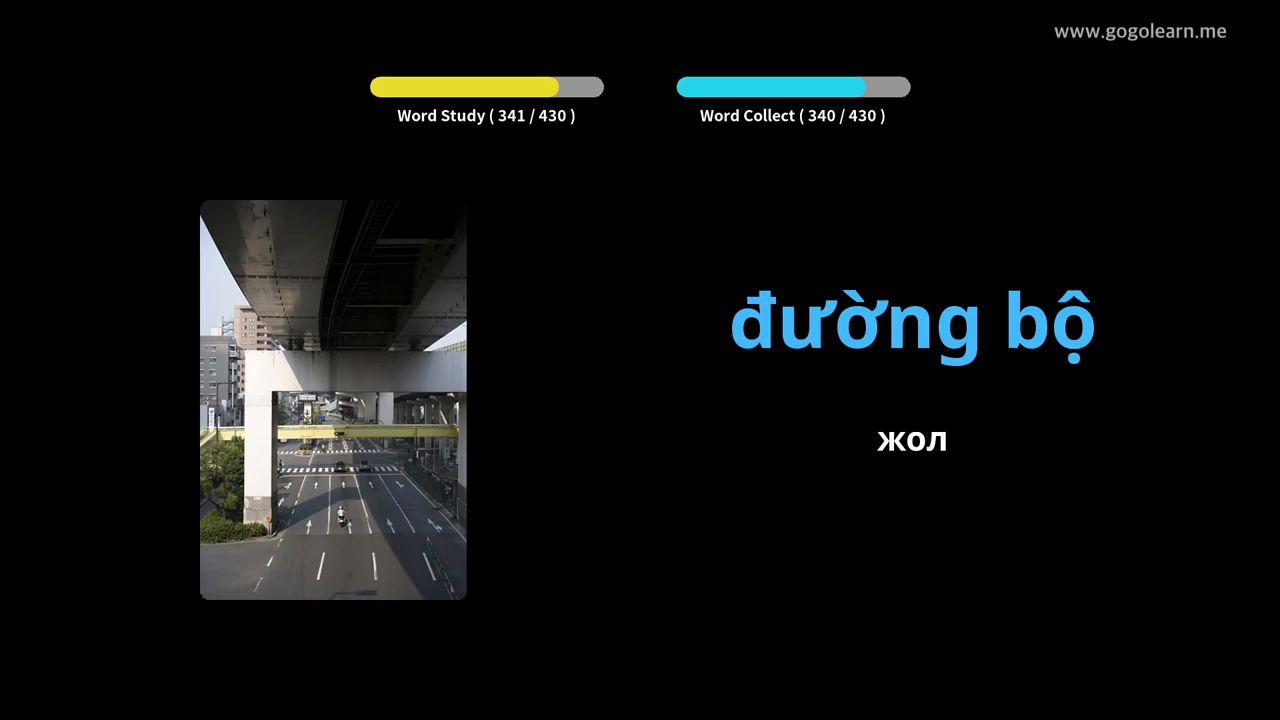 www.gogolearn.me
Word Study ( 341 / 430 )
Word Collect ( 340 / 430 )
đường bộ
жол